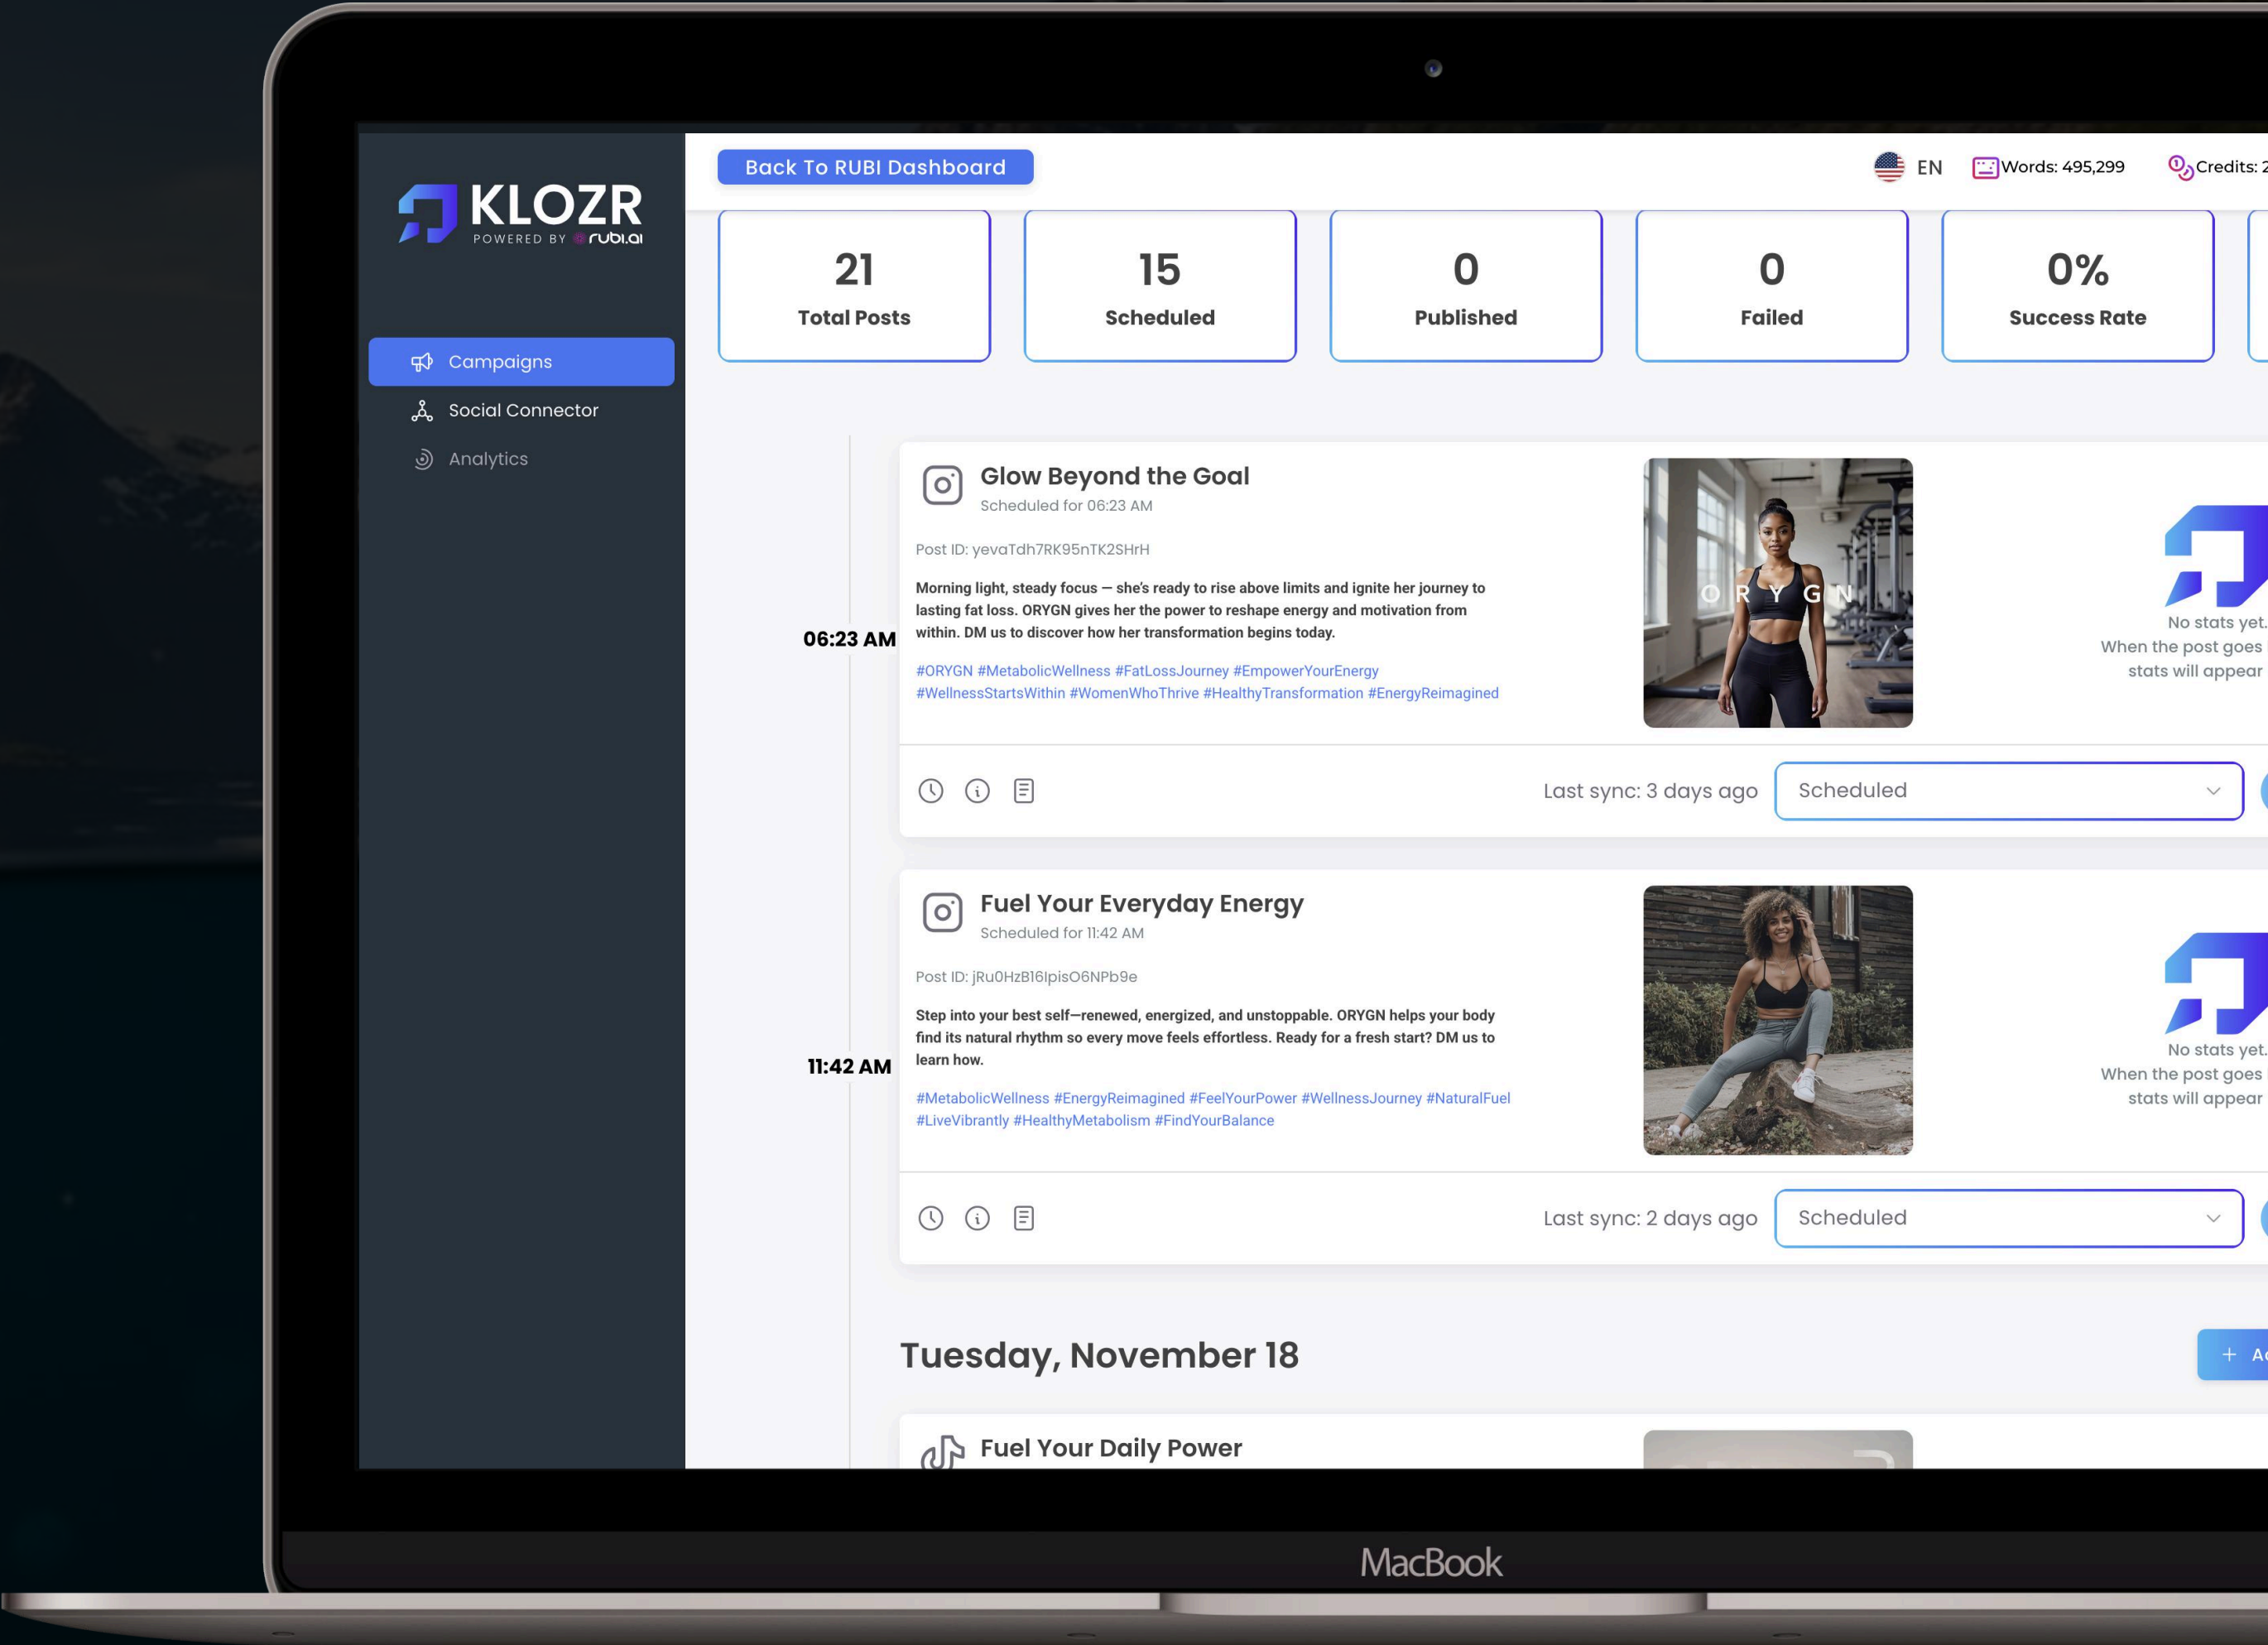 KLOZR
POWERED BY rubi.ai
Campaigns
Social Connector
Analytics
Back To RUBI Dashboard
EN
Words: 495,299
Credits: 2
21
Total Posts
15
Scheduled
0
Published
0
Failed
0%
Success Rate
06:23 AM
Glow Beyond the Goal
Scheduled for 06:23 AM
Post ID: yevaTdh7RK95nTK2SHrH
Morning light, steady focus — she's ready to rise above limits and ignite her journey to
lasting fat loss. ORYGN gives her the power to reshape energy and motivation from
within. DM us to discover how her transformation begins today.
#ORYGN #MetabolicWellness #FatLossJourney #EmpowerYourEnergy
#WellnessStartsWithin #WomenWhoThrive #HealthyTransformation #EnergyReimagined
ORYGN
No stats yet.
When the post goes
stats will appear
Last sync: 3 days ago
Scheduled
11:42 AM
Fuel Your Everyday Energy
Scheduled for 11:42 AM
Post ID: jRu0HzB16IpisO6NPb9e
Step into your best self—renewed, energized, and unstoppable. ORYGN helps your body
find its natural rhythm so every move feels effortless. Ready for a fresh start? DM us to
learn how.
#MetabolicWellness #EnergyReimagined #FeelYourPower #WellnessJourney #NaturalFuel
#LiveVibrantly #HealthyMetabolism #FindYourBalance
No stats yet.
When the post goes
stats will appear
Last sync: 2 days ago
Scheduled
Tuesday, November 18
+
Fuel Your Daily Power
MacBook